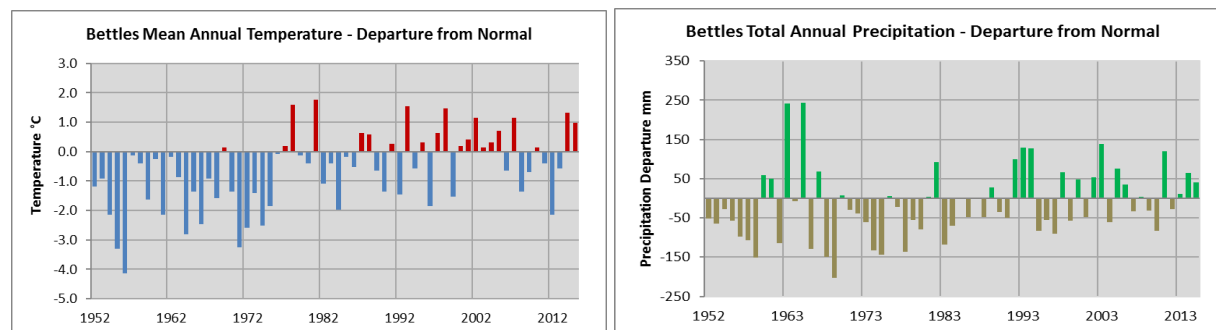 Bettles Mean Annual Temperature - Departure from Normal
Temperature °C
3.0
2.0
1.0
0.0
-1.0
-2.0
-3.0
-4.0
-5.0
1952 1962 1972 1982 1992 2002 2012
Bettles Total Annual Precipitation - Departure from Normal
Precipitation Departure mm
350
250
150
50
-50
-150
-250
1952 1963 1973 1983 1993 2003 2013